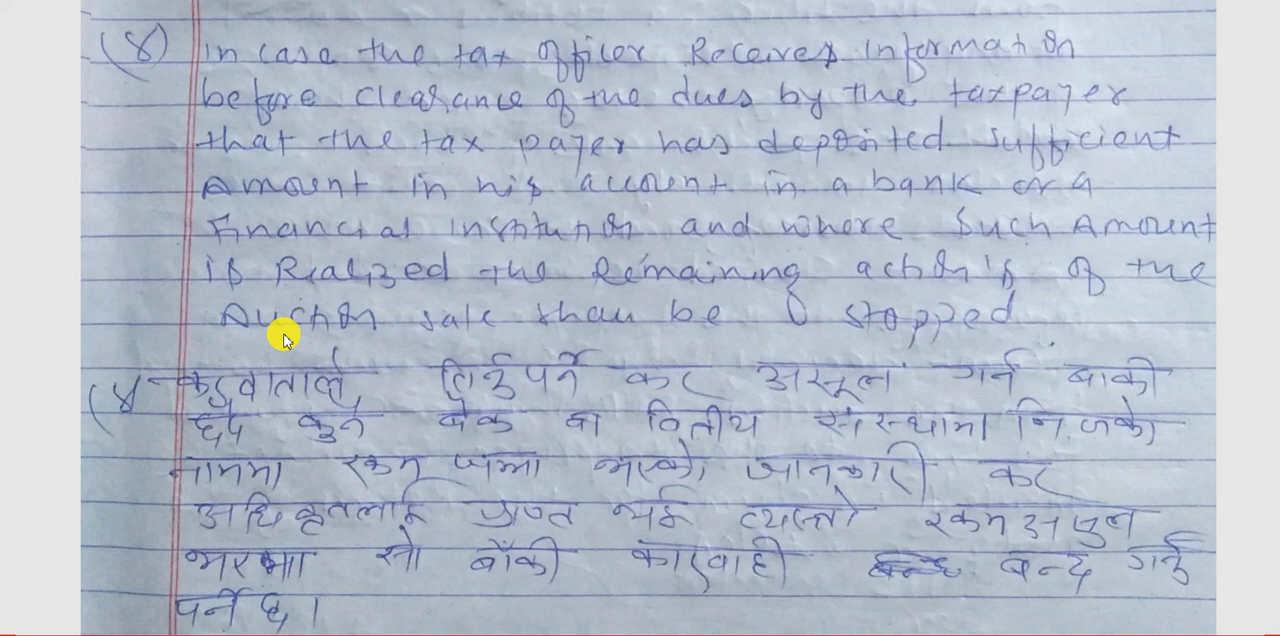 (४) In case the tax officer Receives information
before clearance of the dues by the taxpayer
that the tax payer has deposited sufficient
Amount in his account in a bank or a
Financial institution and where Such Amount
is Realized the Remaining action's of the
Auction sale shall be stopped
(४ करदाताले तिर्नुपर्ने कर असूल गर्न बाकी
छदै कुनै बैंक वा वित्तीय संस्थामा निजको
नाममा रकम जम्मा भएको जानकारी कर
अधिकृतलाई प्राप्त भई त्यस्तो रकम असुल
भएमा सो बाँकी कारवाही बन्द गर्नु
पर्नेछ ।